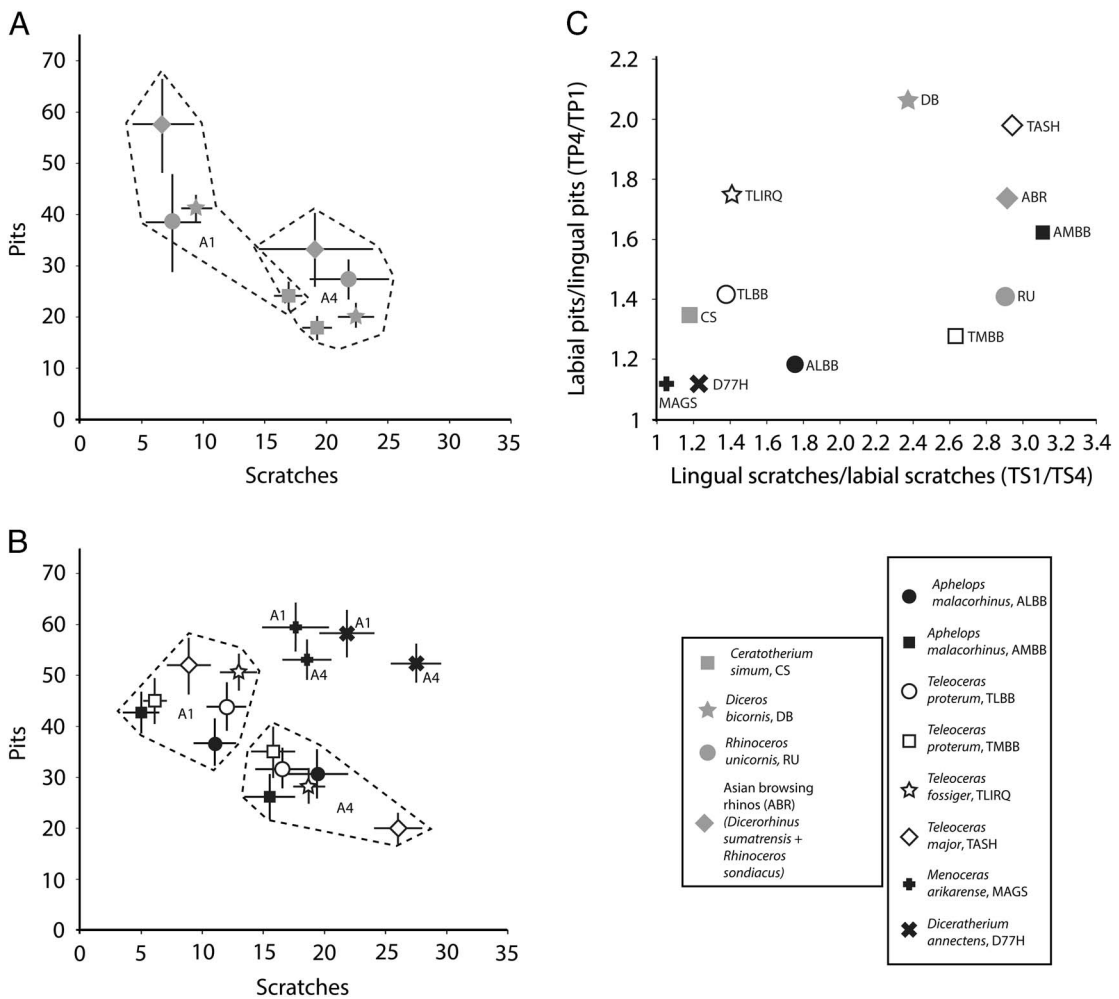 A
Pits
70
60
50
40
30
20
10
0
A1
A4
0 5 10 15 20 25 30 35
Scratches
B
Pits
70
60
50
40
30
20
10
0
A1
A1
A4
A4
A1
A4
0 5 10 15 20 25 30 35
Scratches
C
Labial pits/lingual pits (TP4/TP1)
2.2
2.0
1.8
1.6
1.4
1.2
1
DB
TASH
TLIRQ
ABR
AMBB
TLBB
RU
CS
TMBB
ALBB
D77H
MAGS
1 1.2 1.4 1.6 1.8 2.0 2.2 2.4 2.6 2.8 3.0 3.2 3.4
Lingual scratches/labial scratches (TS1/TS4)
Ceratotherium
simum, CS
Diceros
bicornis, DB
Rhinoceros
unicornis, RU
Asian browsing
rhinos (ABR)
(Dicerorhinus
sumatrensis +
Rhinoceros
sondiacus)
Aphelops
malacorhinus, ALBB
Aphelops
malacorhinus, AMBB
Teleoceras
proterum, TLBB
Teleoceras
proterum, TMBB
Teleoceras
fossiger, TLIRQ
Teleoceras
major, TASH
Menoceras
arikarense, MAGS
Diceratherium
annectens, D77H